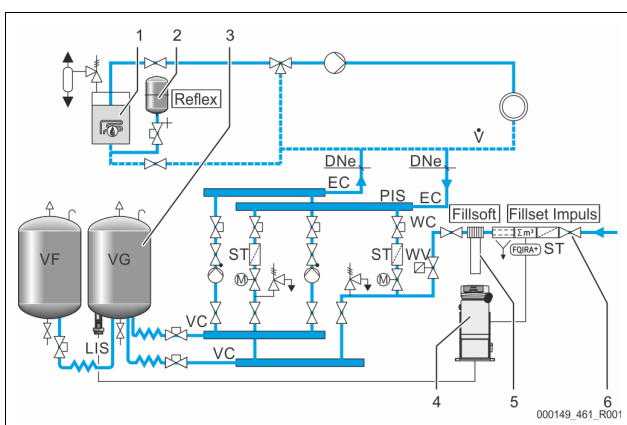 1
2
3
Reflex
V̇
DNe
DNe
EC
PIS
EC
WC
Fillsoft
Fillset Impuls
Σm³
FQIRA+
ST
VF
VG
ST
ST
WV
M
M
LIS
VC
VC
4
5
6
000149_461_R001